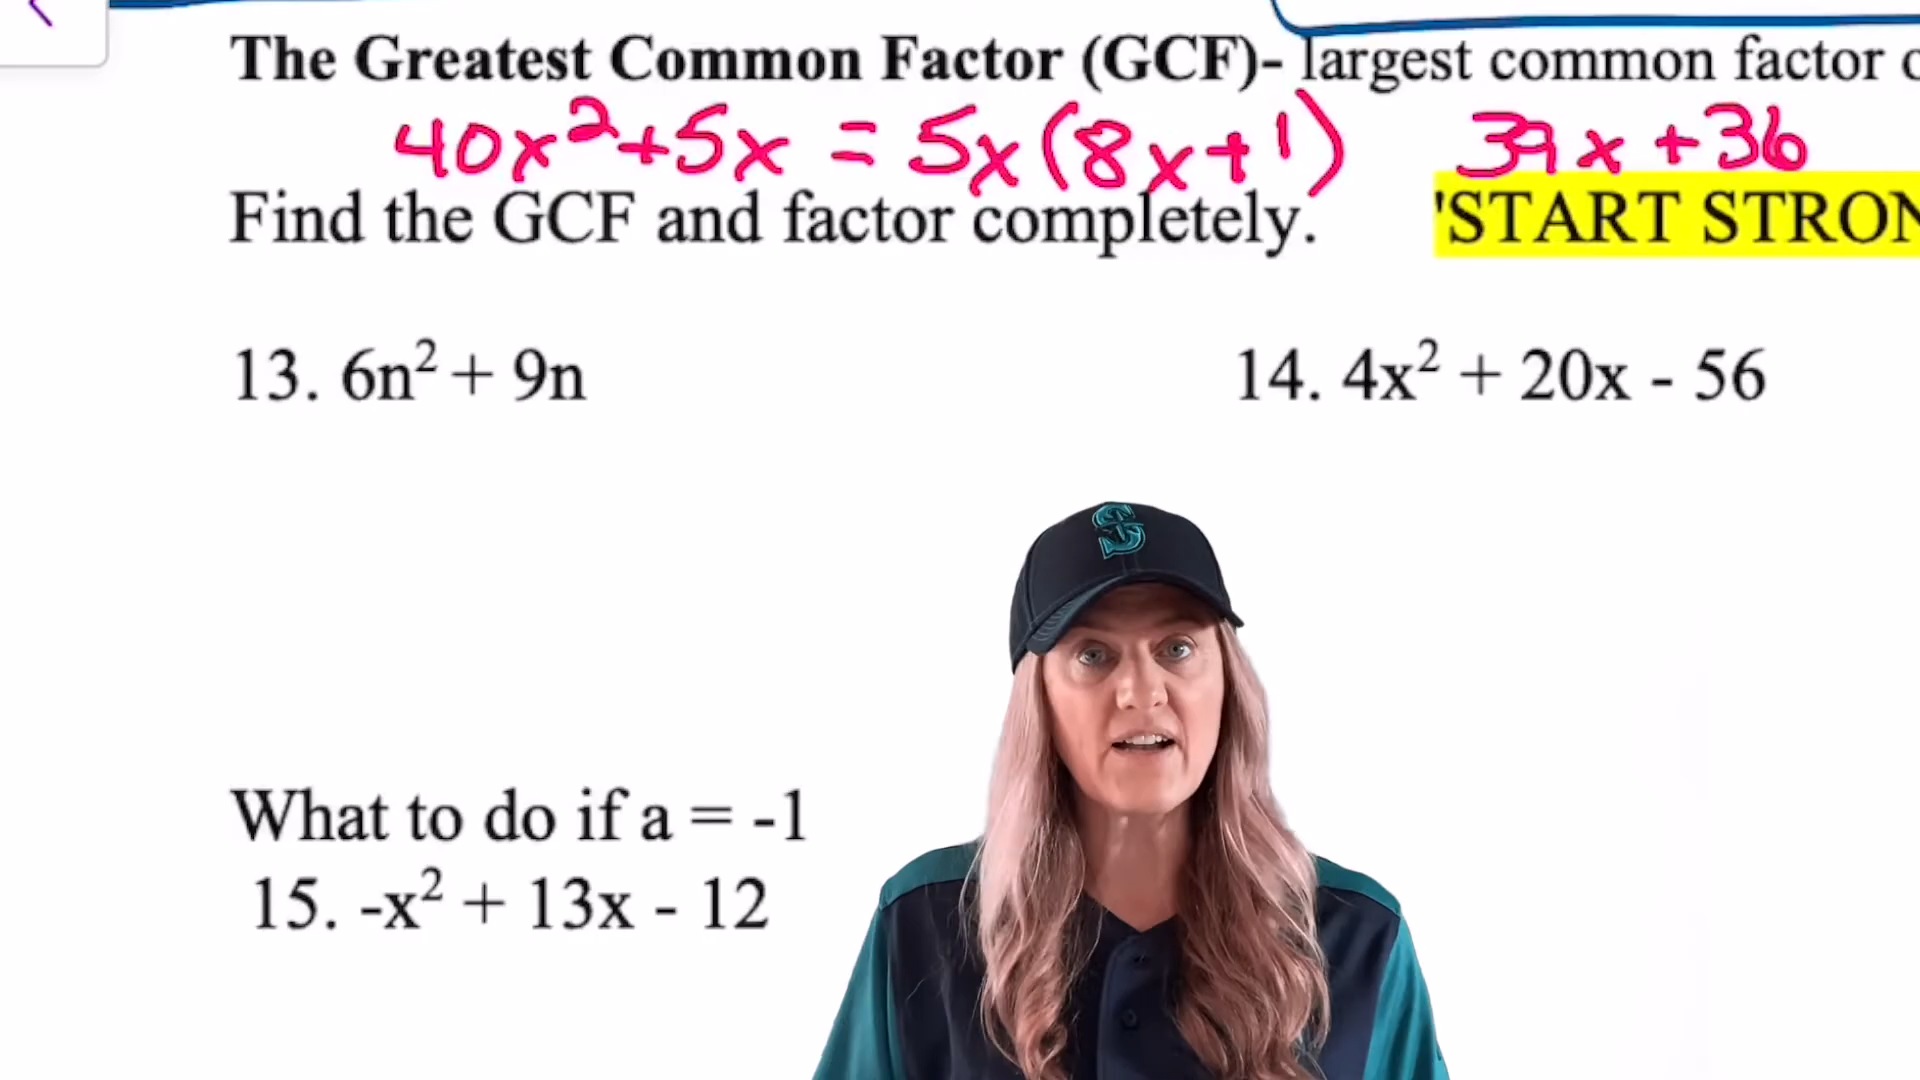 The Greatest Common Factor (GCF)- largest common factor
40x²+5x = 5x(8x+1) 39x+36
Find the GCF and factor completely. 'START STRON
13. 6n² + 9n 14. 4x² + 20x - 56
S
What to do if a = -1
15. -x² + 13x - 12